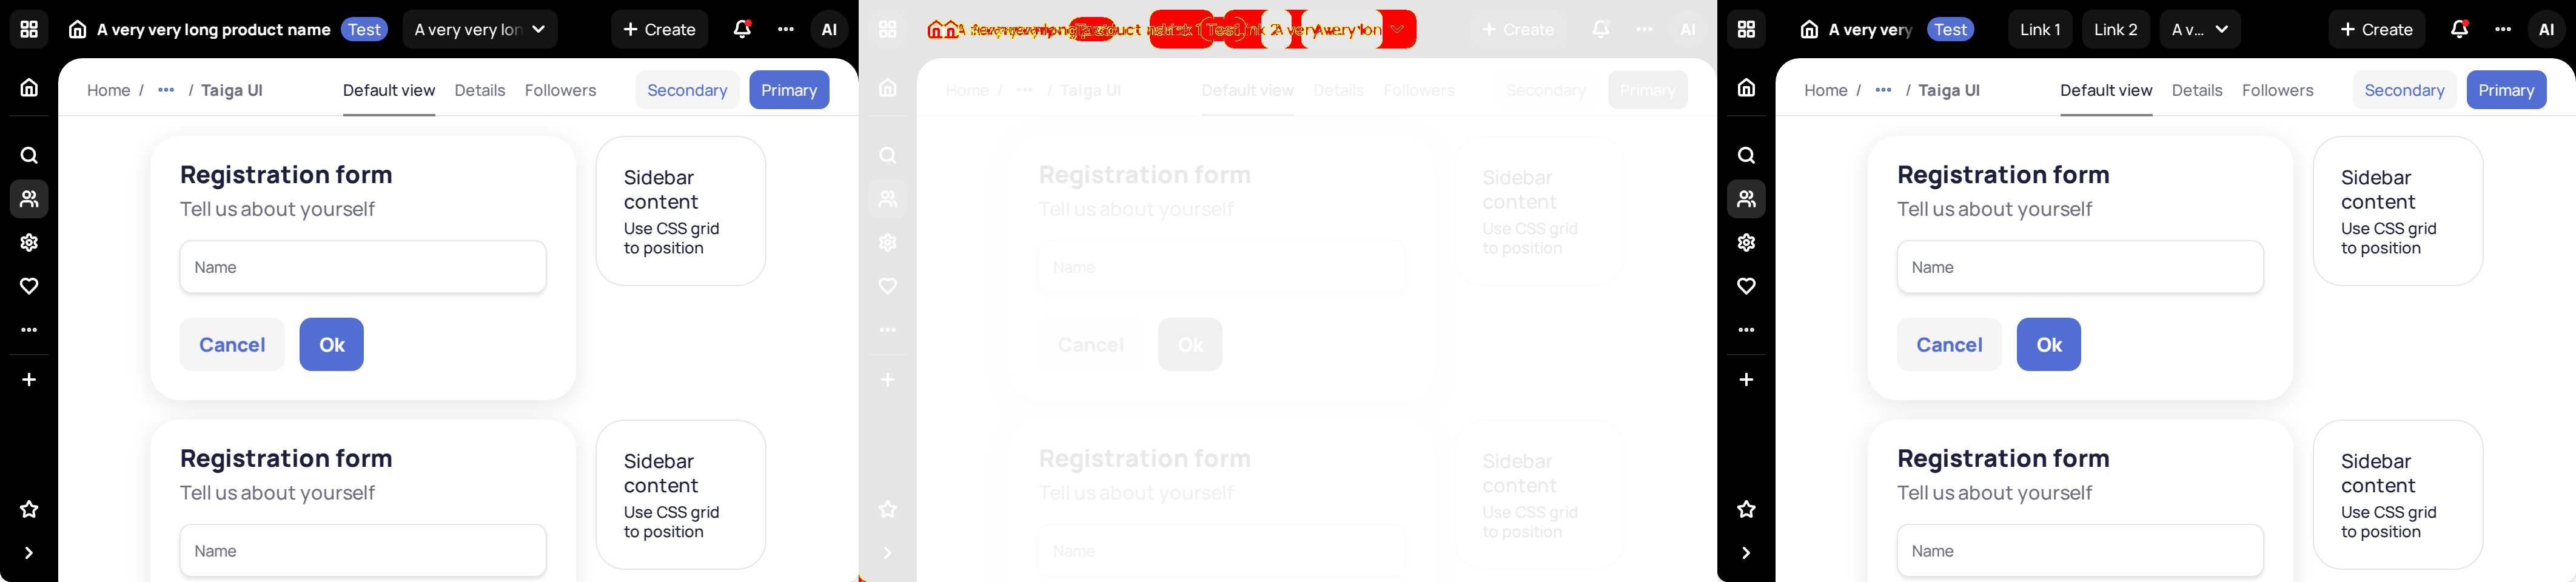 A very very long product name Test A very very lon Create AI
Home / ... / Taiga UI Default view Details Followers Secondary Primary
Registration form
Tell us about yourself
Name
Cancel Ok
Sidebar
content
Use CSS grid
to position
Registration form
Tell us about yourself
Name
Sidebar
content
Use CSS grid
to position
Create AI
Home / ... / Taiga UI Default view Details Followers Secondary Primary
Registration form
Tell us about yourself
Name
Cancel Ok
Sidebar
content
Use CSS grid
to position
Registration form
Tell us about yourself
Name
Sidebar
content
Use CSS grid
to position
A very very Test Link 1 Link 2 A v... Create AI
Home / ... / Taiga UI Default view Details Followers Secondary Primary
Registration form
Tell us about yourself
Name
Cancel Ok
Sidebar
content
Use CSS grid
to position
Registration form
Tell us about yourself
Name
Sidebar
content
Use CSS grid
to position